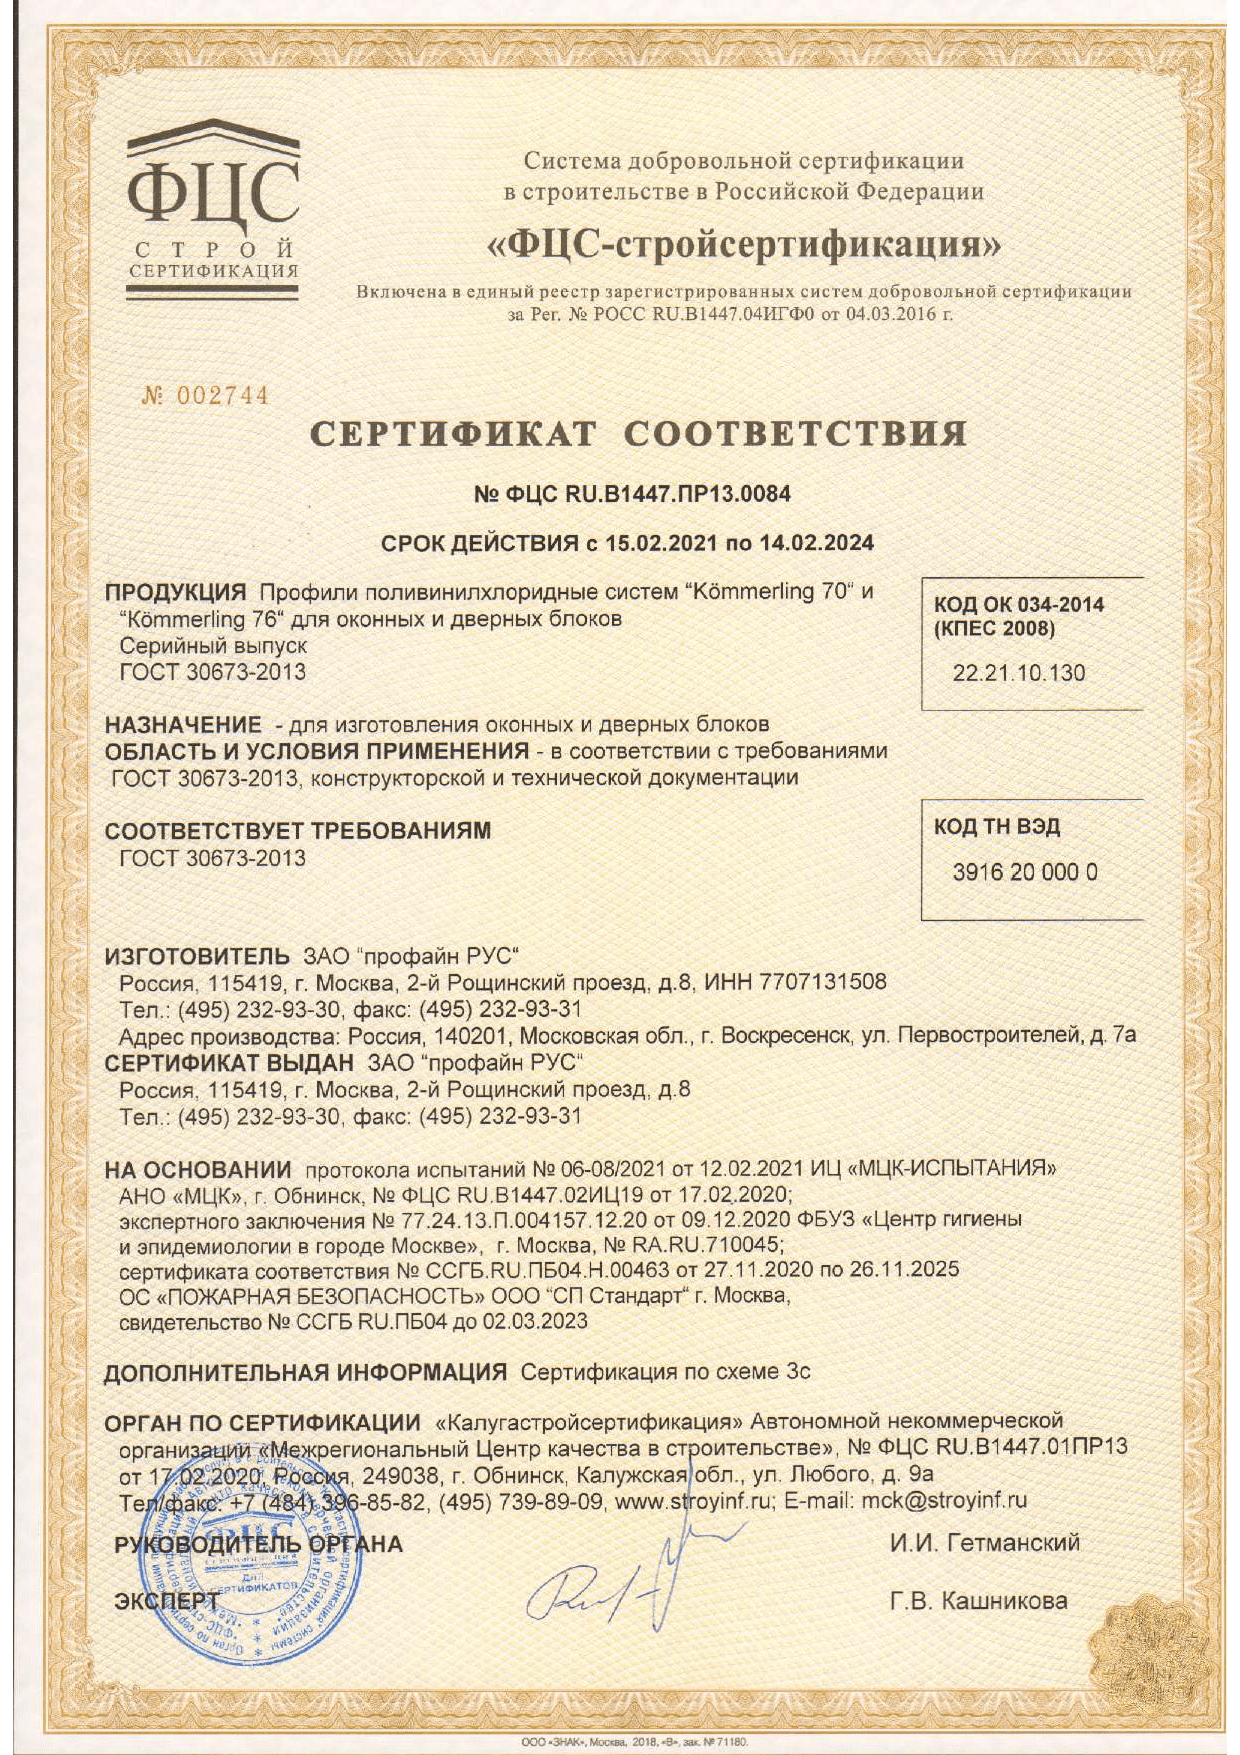 ФЦС
СТРОЙ
СЕРТИФИКАЦИЯ
Система добровольной сертификации
в строительстве в Российской Федерации
«ФЦС-стройсертификация»
Включена в единый реестр зарегистрированных систем добровольной сертификации
за Рег. № РОСС RU.В1447.04ИГФ0 от 04.03.2016 г.
№ 002744
СЕРТИФИКАТ СООТВЕТСТВИЯ
№ ФЦС RU.В1447.ПР13.0084
СРОК ДЕЙСТВИЯ с 15.02.2021 по 14.02.2024
ПРОДУКЦИЯ Профили поливинилхлоридные систем “Kömmerling 70“ и
“Kömmerling 76“ для оконных и дверных блоков
Серийный выпуск
ГОСТ 30673-2013
КОД ОК 034-2014
(КПЕС 2008)
22.21.10.130
НАЗНАЧЕНИЕ - для изготовления оконных и дверных блоков
ОБЛАСТЬ И УСЛОВИЯ ПРИМЕНЕНИЯ - в соответствии с требованиями
ГОСТ 30673-2013, конструкторской и технической документации
СООТВЕТСТВУЕТ ТРЕБОВАНИЯМ
ГОСТ 30673-2013
КОД ТН ВЭД
3916 20 000 0
ИЗГОТОВИТЕЛЬ ЗАО “профайн РУС“
Россия, 115419, г. Москва, 2-й Рощинский проезд, д.8, ИНН 7707131508
Тел.: (495) 232-93-30, факс: (495) 232-93-31
Адрес производства: Россия, 140201, Московская обл., г. Воскресенск, ул. Первостроителей, д. 7а
СЕРТИФИКАТ ВЫДАН ЗАО “профайн РУС“
Россия, 115419, г. Москва, 2-й Рощинский проезд, д.8
Тел.: (495) 232-93-30, факс: (495) 232-93-31
НА ОСНОВАНИИ протокола испытаний № 06-08/2021 от 12.02.2021 ИЦ «МЦК-ИСПЫТАНИЯ»
АНО «МЦК», г. Обнинск, № ФЦС RU.В1447.02ИЦ19 от 17.02.2020;
экспертного заключения № 77.24.13.П.004157.12.20 от 09.12.2020 ФБУЗ «Центр гигиены
и эпидемиологии в городе Москве», г. Москва, № RA.RU.710045;
сертификата соответствия № ССГБ.RU.ПБ04.Н.00463 от 27.11.2020 по 26.11.2025
ОС «ПОЖАРНАЯ БЕЗОПАСНОСТЬ» ООО “СП Стандарт“ г. Москва,
свидетельство № ССГБ RU.ПБ04 до 02.03.2023
ДОПОЛНИТЕЛЬНАЯ ИНФОРМАЦИЯ Сертификация по схеме 3с
ОРГАН ПО СЕРТИФИКАЦИИ «Калугастройсертификация» Автономной некоммерческой
организации «Межрегиональный Центр качества в строительстве», № ФЦС RU.В1447.01ПР13
от 17.02.2020, Россия, 249038, г. Обнинск, Калужская обл., ул. Любого, д. 9а
Тел/факс: +7 (484) 396-85-82, (495) 739-89-09, www.stroyinf.ru; E-mail: mck@stroyinf.ru
РУКОВОДИТЕЛЬ ОРГАНА И.И. Гетманский
ЭКСПЕРТ Г.В. Кашникова
ФЦС
ДЛЯ
СЕРТИФИКАТОВ
ООО «ЗНАК», Москва, 2018, «В», зак. № 71180.